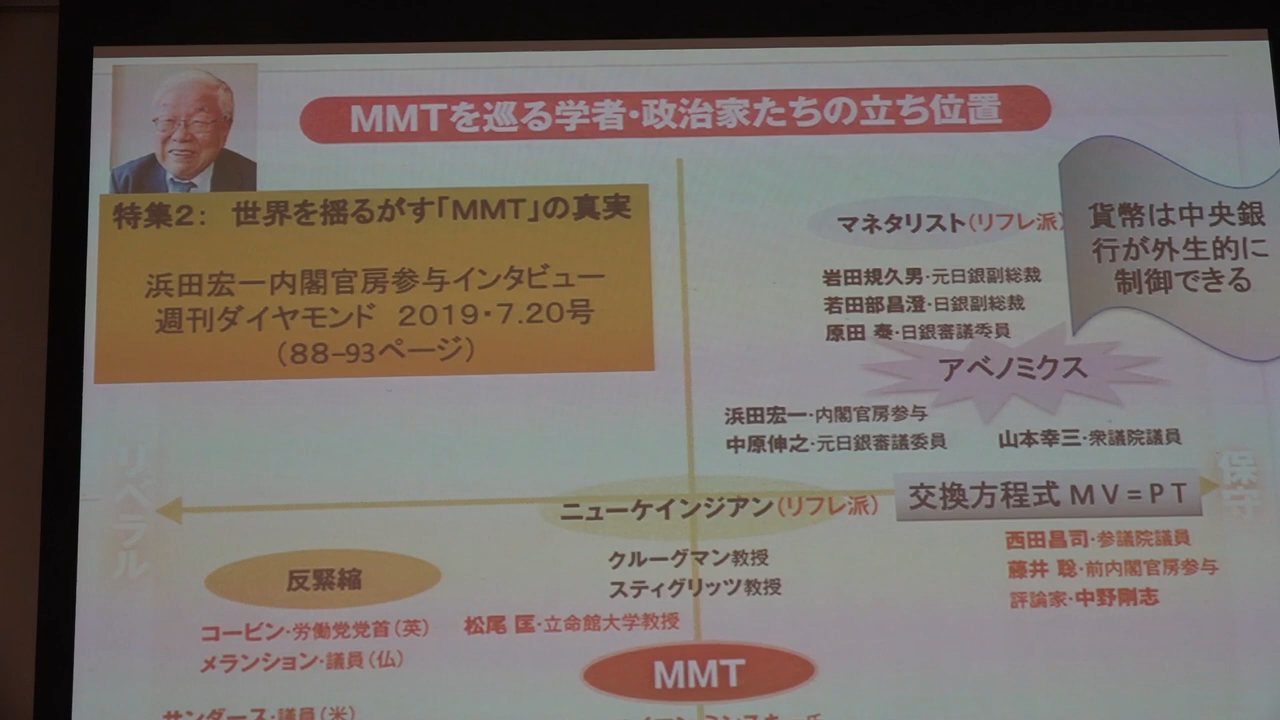 MMTを巡る学者・政治家たちの立ち位置
特集2： 世界を揺るがす「MMT」の真実
浜田宏一内閣官房参与インタビュー
週刊ダイヤモンド 2019・7.20号
（88–93ページ）
マネタリスト（リフレ派）
岩田規久男・元日銀副総裁
若田部昌澄・日銀副総裁
原田 泰・日銀審議委員
貨幣は中央銀
行が外生的に
制御できる
アベノミクス
浜田宏一・内閣官房参与
中原伸之・元日銀審議委員
山本幸三・衆議院議員
リベラル
保守
ニューケインジアン（リフレ派）
交換方程式 MV=PT
クルーグマン教授
スティグリッツ教授
西田昌司・参議院議員
藤井 聡・前内閣官房参与
評論家・中野剛志
反緊縮
コービン・労働党党首（英）
メランション・議員（仏）
松尾 匡・立命館大学教授
MMT
サンダース・議員（米）